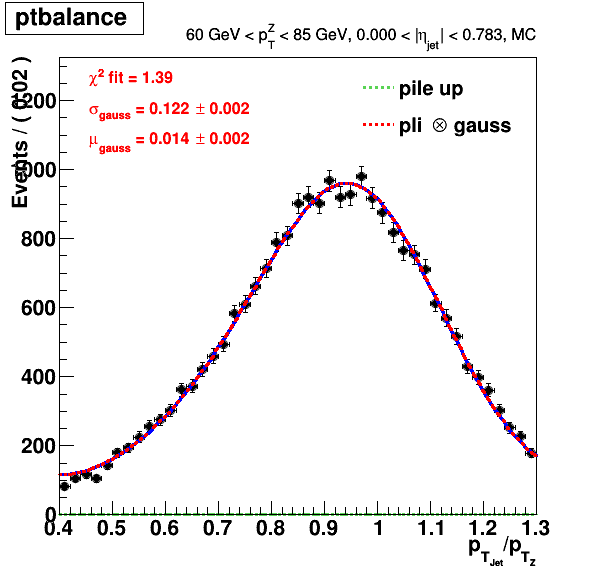 ptbalance
60 GeV < p_T^Z < 85 GeV, 0.000 < |η_jet| < 0.783, MC
χ² fit = 1.39
σ_gauss = 0.122 ± 0.002
μ_gauss = 0.014 ± 0.002
pile up
pli ⊗ gauss
Events / ( 0.02 )
1200
1000
800
600
400
200
0
0.4 0.5 0.6 0.7 0.8 0.9 1 1.1 1.2 1.3
p_T_Jet/p_T_Z